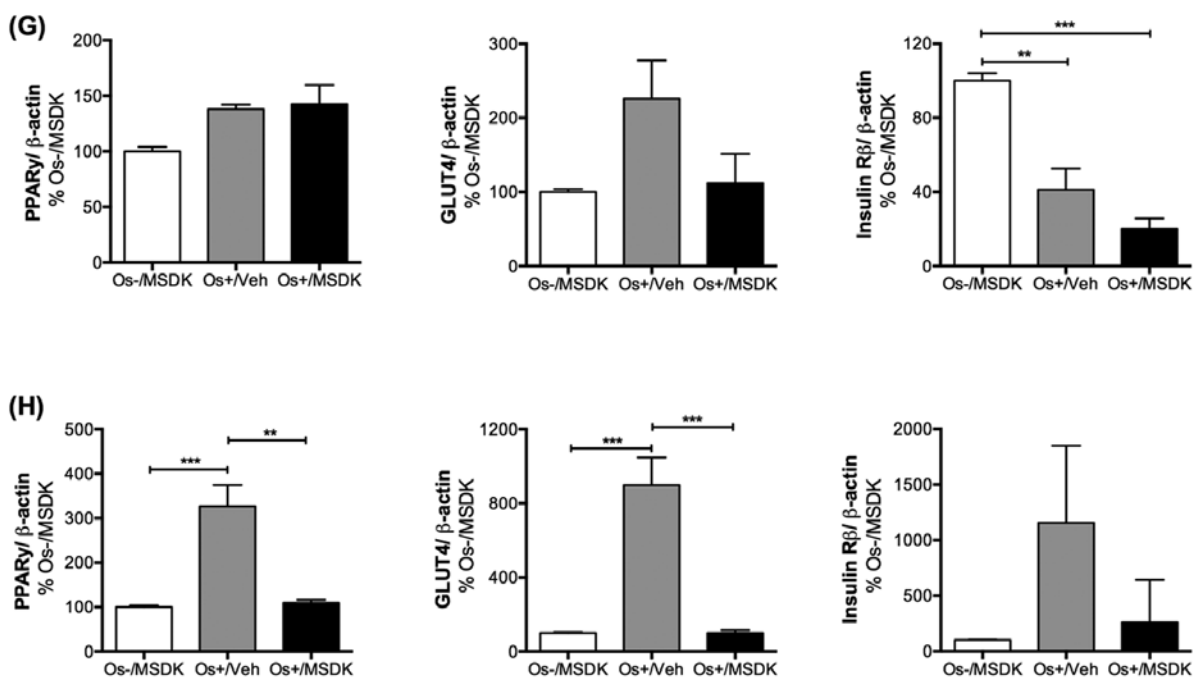 (G)
PPARγ/ β-actin
% Os-/MSDK
200
150
100
50
0
Os-/MSDK Os+/Veh Os+/MSDK
GLUT4/ β-actin
% Os-/MSDK
300
200
100
0
Os-/MSDK Os+/Veh Os+/MSDK
Insulin Rβ/ β-actin
% Os-/MSDK
120
80
40
0
***
**
Os-/MSDK Os+/Veh Os+/MSDK
(H)
PPARγ/ β-actin
% Os-/MSDK
500
400
300
200
100
0
**
***
Os-/MSDK Os+/Veh Os+/MSDK
GLUT4/ β-actin
% Os-/MSDK
1200
800
400
0
***
***
Os-/MSDK Os+/Veh Os+/MSDK
Insulin Rβ/ β-actin
% Os-/MSDK
2000
1500
1000
500
0
Os-/MSDK Os+/Veh Os+/MSDK